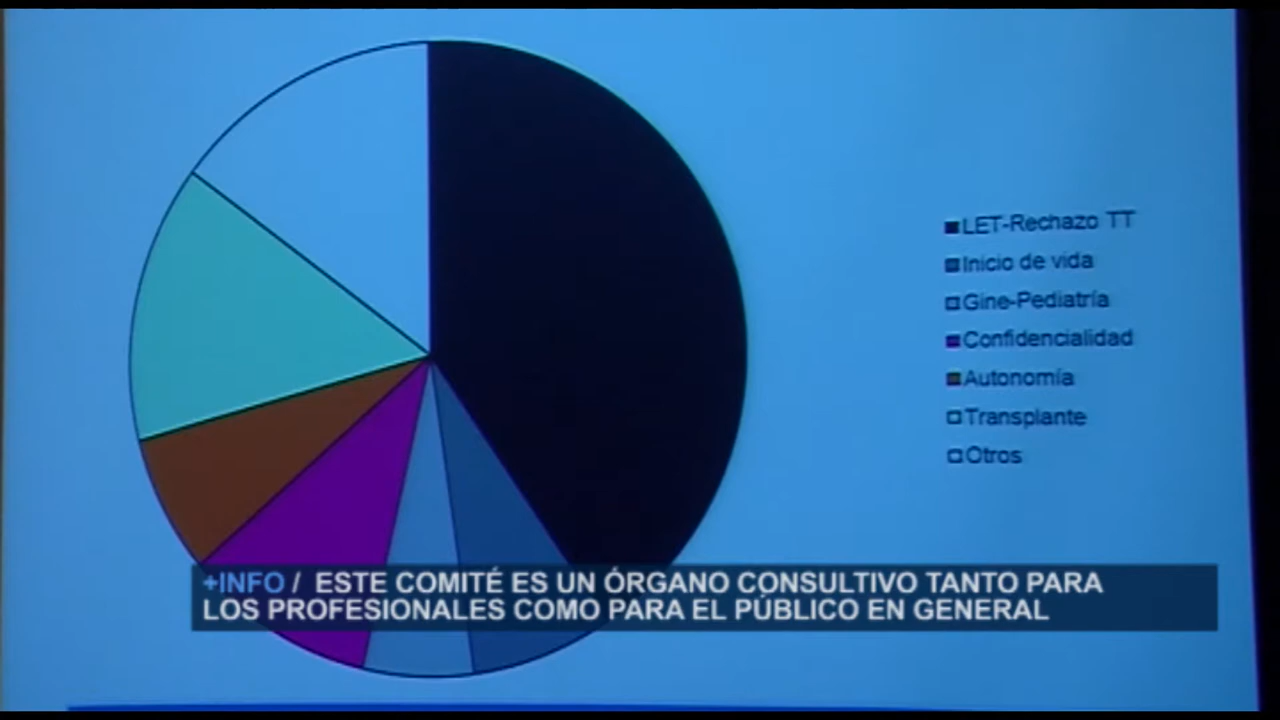 LET-Rechazo TT
Inicio de vida
Gine-Pediatría
Confidencialidad
Autonomía
Transplante
Otros
+INFO / ESTE COMITÉ ES UN ÓRGANO CONSULTIVO TANTO PARA
LOS PROFESIONALES COMO PARA EL PÚBLICO EN GENERAL